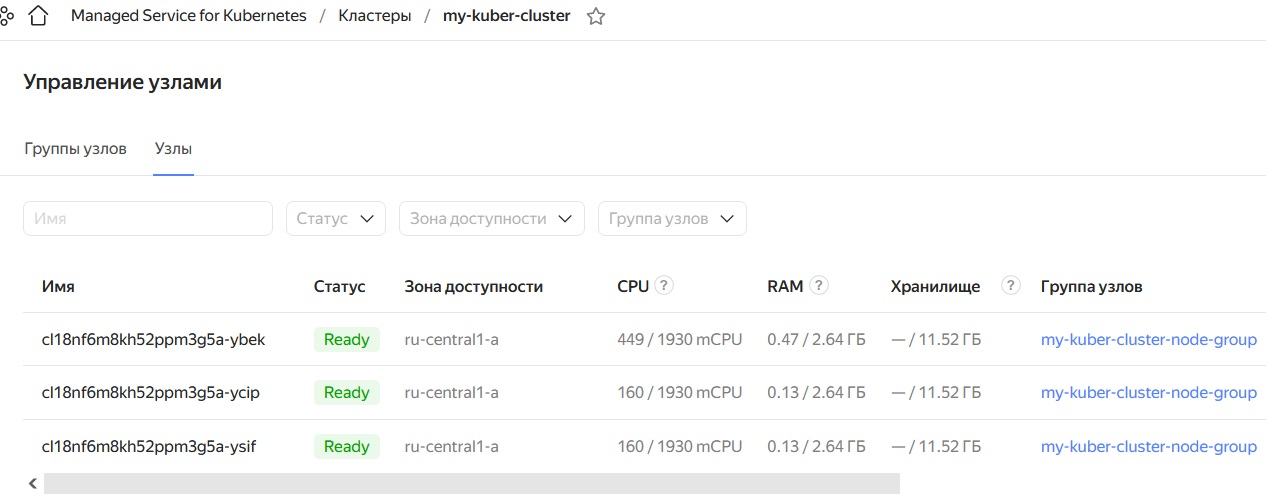 Managed Service for Kubernetes / Кластеры / my-kuber-cluster
Управление узлами
Группы узлов Узлы
Имя Статус Зона доступности Группа узлов
Имя Статус Зона доступности CPU ? RAM ? Хранилище ? Группа узлов
cl18nf6m8kh52ppm3g5a-ybek Ready ru-central1-a 449 / 1930 mCPU 0.47 / 2.64 ГБ — / 11.52 ГБ my-kuber-cluster-node-group
cl18nf6m8kh52ppm3g5a-ycip Ready ru-central1-a 160 / 1930 mCPU 0.13 / 2.64 ГБ — / 11.52 ГБ my-kuber-cluster-node-group
cl18nf6m8kh52ppm3g5a-ysif Ready ru-central1-a 160 / 1930 mCPU 0.13 / 2.64 ГБ — / 11.52 ГБ my-kuber-cluster-node-group